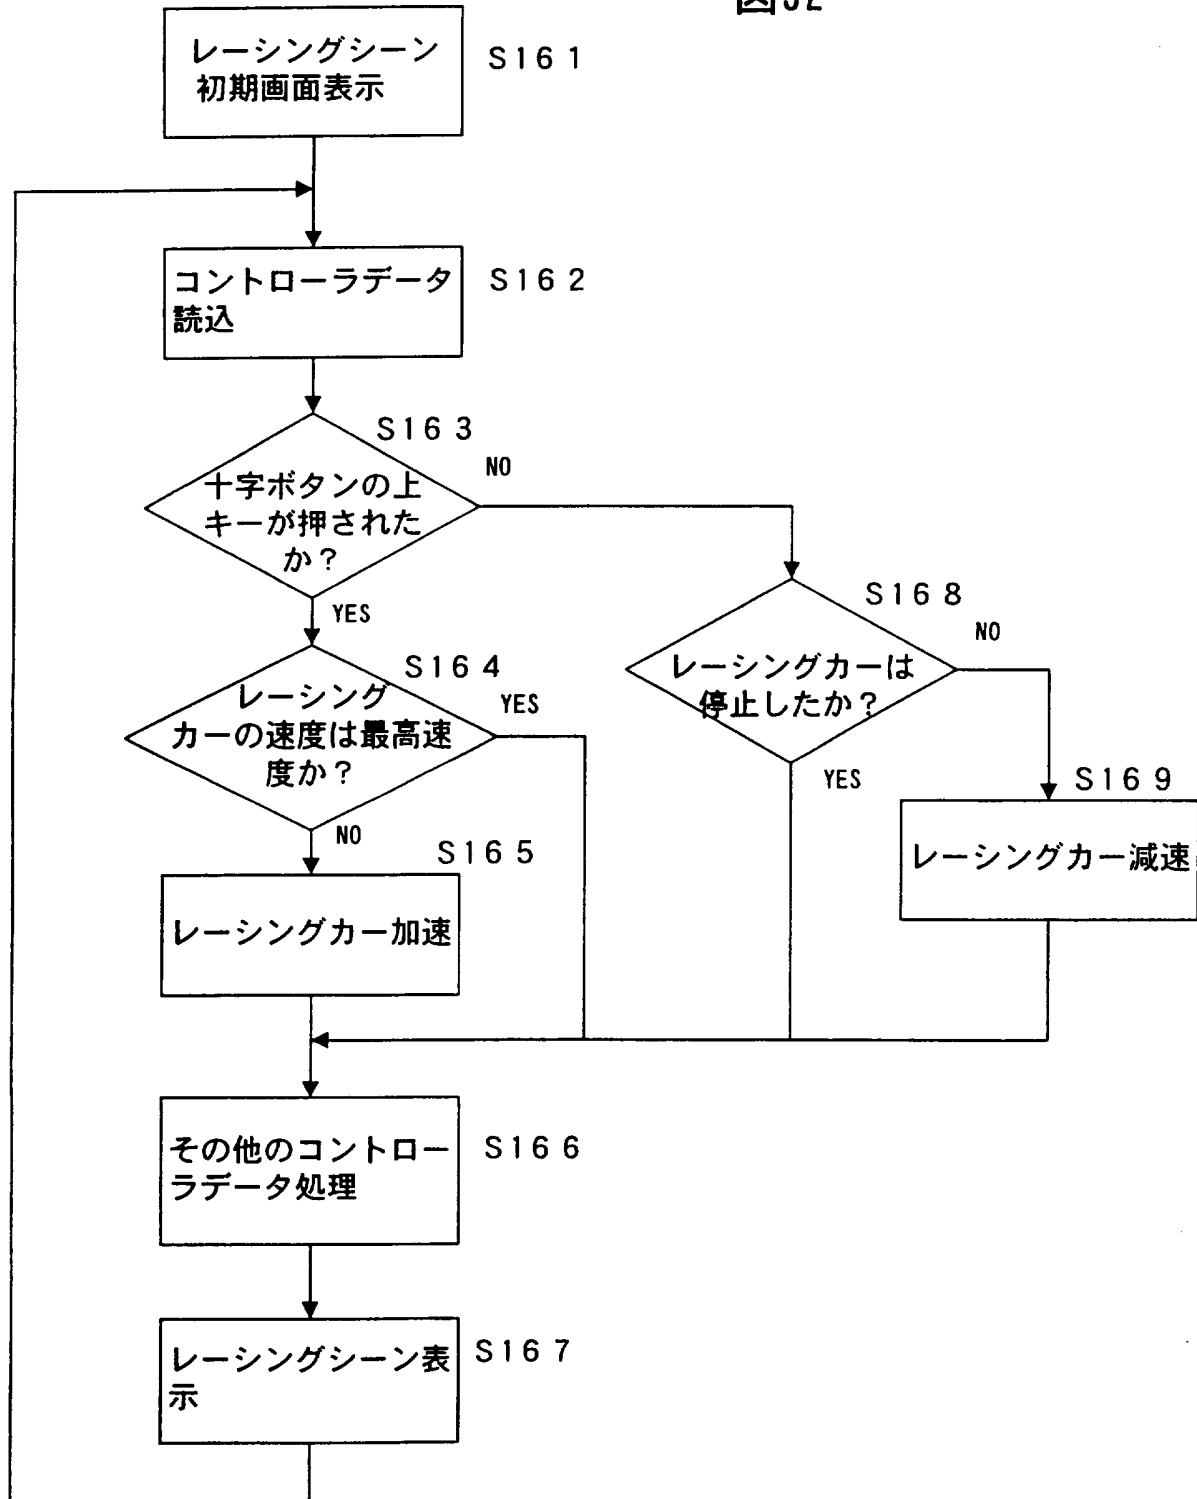 レーシングシーン
初期画面表示
S161
コントローラデータ
読込
S162
S163
十字ボタンの上
キーが押された
か？
NO
YES
S164
レーシング
カーの速度は最高速
度か？
YES
NO
S168
レーシングカーは
停止したか？
NO
YES
S169
レーシングカー減速
S165
レーシングカー加速
その他のコントロー
ラデータ処理
S166
レーシングシーン表
示
S167